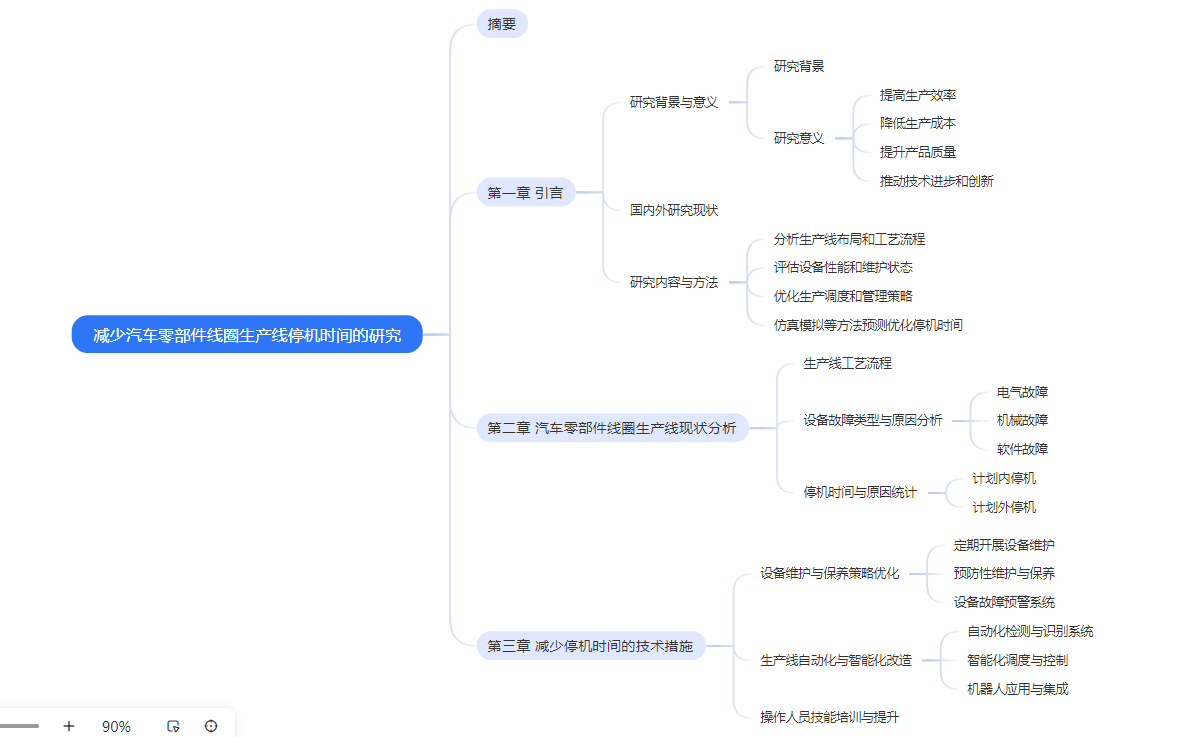 减少汽车零部件线圈生产线停机时间的研究
摘要
第一章 引言
研究背景与意义
研究背景
研究意义
提高生产效率
降低生产成本
提升产品质量
推动技术进步和创新
国内外研究现状
研究内容与方法
分析生产线布局和工艺流程
评估设备性能和维护状态
优化生产调度和管理策略
仿真模拟等方法预测优化停机时间
第二章 汽车零部件线圈生产线现状分析
生产线工艺流程
设备故障类型与原因分析
电气故障
机械故障
软件故障
停机时间与原因统计
计划内停机
计划外停机
第三章 减少停机时间的技术措施
设备维护与保养策略优化
定期开展设备维护
预防性维护与保养
设备故障预警系统
生产线自动化与智能化改造
自动化检测与识别系统
智能化调度与控制
机器人应用与集成
操作人员技能培训与提升
90%